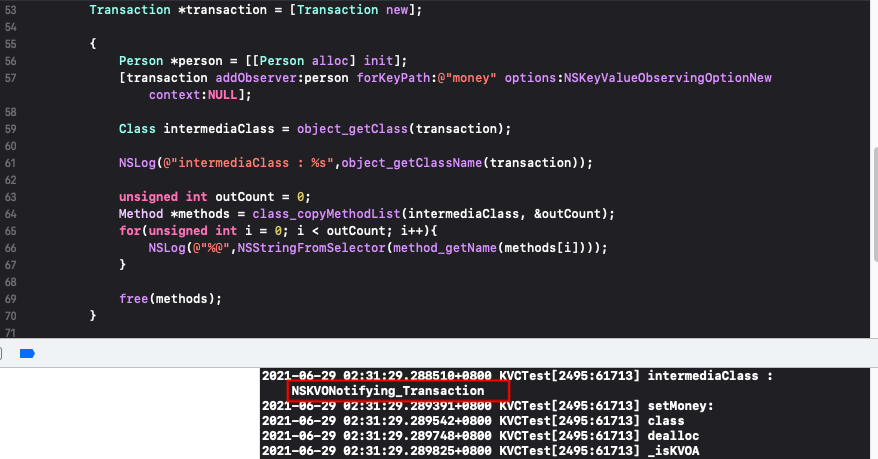 53 Transaction *transaction = [Transaction new];
54
55 {
56 Person *person = [[Person alloc] init];
57 [transaction addObserver:person forKeyPath:@"money" options:NSKeyValueObservingOptionNew
context:NULL];
58
59 Class intermediaClass = object_getClass(transaction);
60
61 NSLog(@"intermediaClass : %s",object_getClassName(transaction));
62
63 unsigned int outCount = 0;
64 Method *methods = class_copyMethodList(intermediaClass, &outCount);
65 for(unsigned int i = 0; i < outCount; i++){
66 NSLog(@"%@",NSStringFromSelector(method_getName(methods[i])));
67 }
68
69 free(methods);
70 }
71
2021-06-29 02:31:29.288510+0800 KVCTest[2495:61713] intermediaClass :
NSKVONotifying_Transaction
2021-06-29 02:31:29.289391+0800 KVCTest[2495:61713] setMoney:
2021-06-29 02:31:29.289542+0800 KVCTest[2495:61713] class
2021-06-29 02:31:29.289748+0800 KVCTest[2495:61713] dealloc
2021-06-29 02:31:29.289825+0800 KVCTest[2495:61713] _isKVOA